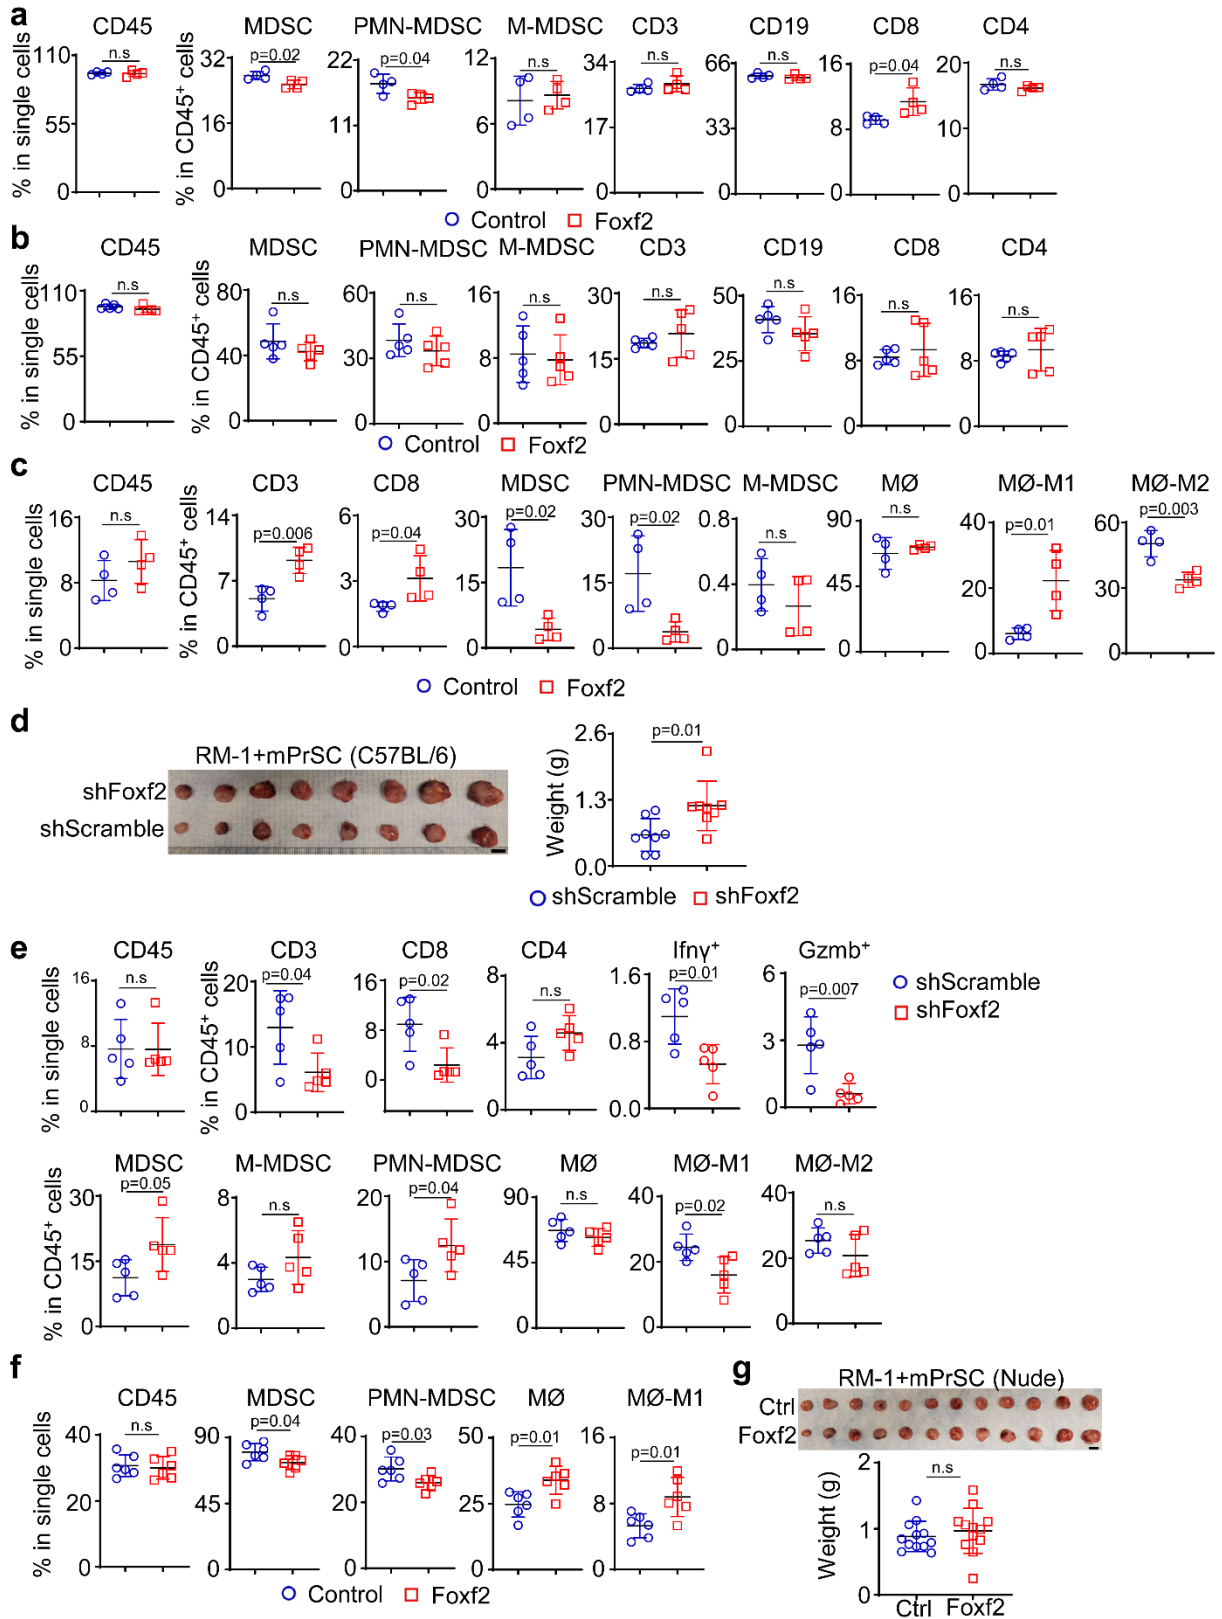 a
CD45 MDSC PMN-MDSC M-MDSC CD3 CD19 CD8 CD4
% in single cells
110 55 0
n.s
% in CD45+ cells
32 16 0
p=0.02
22 11 0
p=0.04
12 6 0
n.s
34 17 0
n.s
66 33 0
n.s
16 8 0
p=0.04
20 10 0
n.s
Control Foxf2
b
CD45 MDSC PMN-MDSC M-MDSC CD3 CD19 CD8 CD4
% in single cells
110 55 0
n.s
% in CD45+ cells
80 40 0
n.s
60 30 0
n.s
16 8 0
n.s
30 15 0
n.s
50 25 0
n.s
16 8 0
n.s
16 8 0
n.s
Control Foxf2
c
CD45 CD3 CD8 MDSC PMN-MDSC M-MDSC MØ MØ-M1 MØ-M2
% in single cells
16 8 0
n.s
% in CD45+ cells
14 7 0
p=0.006
6 3 0
p=0.04
30 15 0
p=0.02
30 15 0
p=0.02
0.8 0.4 0
n.s
90 45 0
n.s
40 20 0
p=0.01
60 30 0
p=0.003
Control Foxf2
d
RM-1+mPrSC (C57BL/6)
shFoxf2
shScramble
Weight (g)
2.6 1.3 0.0
p=0.01
shScramble shFoxf2
e
CD45 CD3 CD8 CD4 Ifnγ+ Gzmb+
% in single cells
16 8 0
n.s
% in CD45+ cells
20 10 0
p=0.04
16 8 0
p=0.02
8 4 0
n.s
1.6 0.8 0.0
p=0.01
6 3 0
p=0.007
shScramble
shFoxf2
MDSC M-MDSC PMN-MDSC MØ MØ-M1 MØ-M2
% in CD45+ cells
30 15 0
p=0.05
8 4 0
n.s
20 10 0
p=0.04
90 45 0
n.s
40 20 0
p=0.02
40 20 0
n.s
f
CD45 MDSC PMN-MDSC MØ MØ-M1
% in single cells
40 20 0
n.s
90 45 0
p=0.04
40 20 0
p=0.03
50 25 0
p=0.01
16 8 0
p=0.01
Control Foxf2
g
RM-1+mPrSC (Nude)
Ctrl
Foxf2
Weight (g)
2 1 0
n.s
Ctrl Foxf2